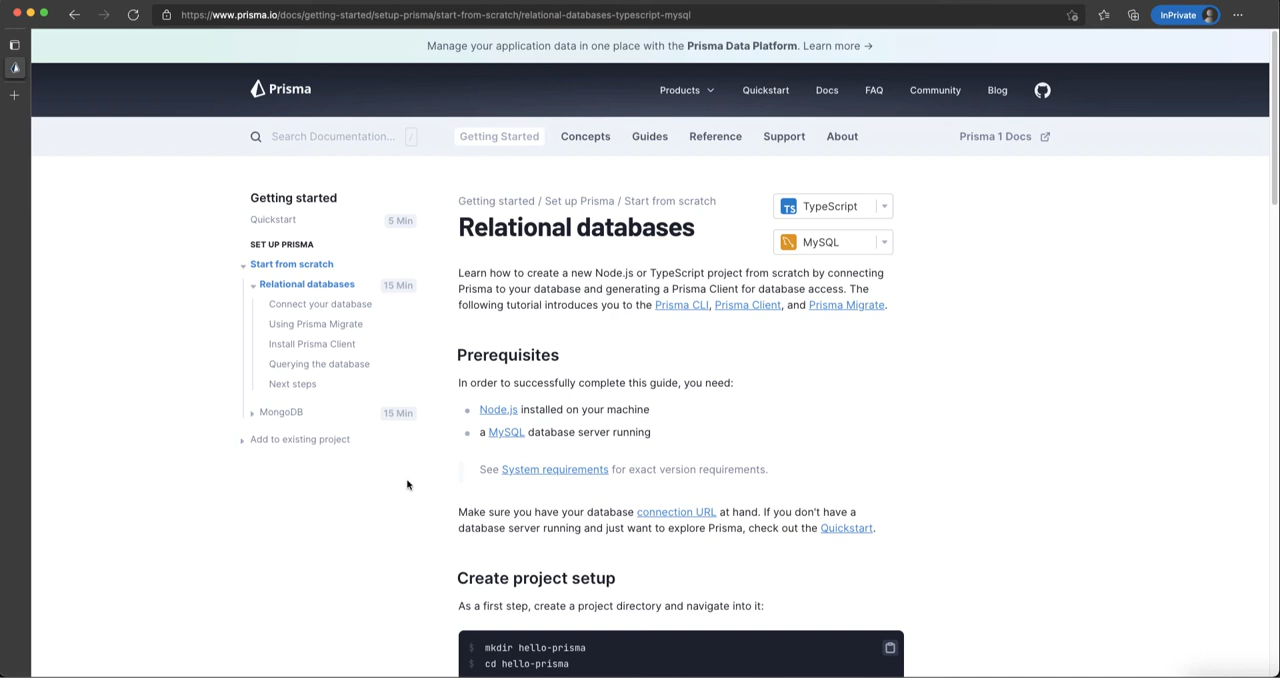 https://www.prisma.io/docs/getting-started/setup-prisma/start-from-scratch/relational-databases-typescript-mysql
InPrivate
Manage your application data in one place with the Prisma Data Platform. Learn more →
Prisma
Products
Quickstart
Docs
FAQ
Community
Blog
Search Documentation...
/
Getting Started
Concepts
Guides
Reference
Support
About
Prisma 1 Docs
Getting started
Quickstart
5 Min
SET UP PRISMA
Start from scratch
Relational databases
15 Min
Connect your database
Using Prisma Migrate
Install Prisma Client
Querying the database
Next steps
MongoDB
15 Min
Add to existing project
Getting started / Set up Prisma / Start from scratch
Relational databases
TS TypeScript
MySQL
Learn how to create a new Node.js or TypeScript project from scratch by connecting
Prisma to your database and generating a Prisma Client for database access. The
following tutorial introduces you to the Prisma CLI, Prisma Client, and Prisma Migrate.
Prerequisites
In order to successfully complete this guide, you need:
Node.js installed on your machine
a MySQL database server running
See System requirements for exact version requirements.
Make sure you have your database connection URL at hand. If you don't have a
database server running and just want to explore Prisma, check out the Quickstart.
Create project setup
As a first step, create a project directory and navigate into it:
$ mkdir hello-prisma
$ cd hello-prisma